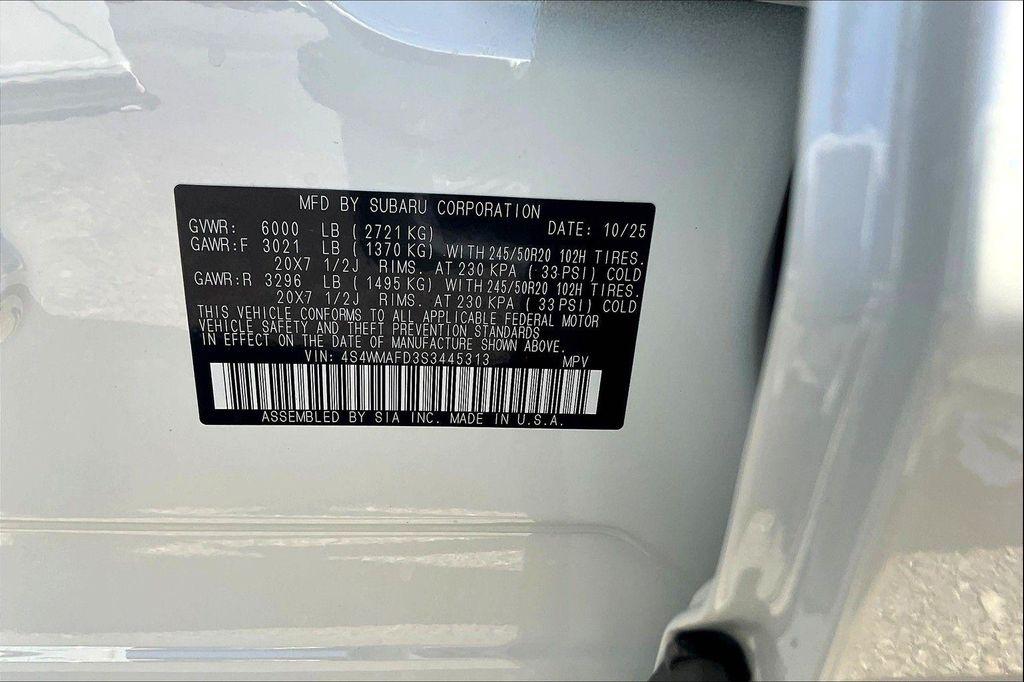 MFD BY SUBARU CORPORATION
GVWR: 6000 LB ( 2721 KG) DATE: 10/25
GAWR:F 3021 LB ( 1370 KG) WITH 245/50R20 102H TIRES.
20X7 1/2J RIMS. AT 230 KPA ( 33 PSI ) COLD
GAWR:R 3296 LB ( 1495 KG) WITH 245/50R20 102H TIRES.
20X7 1/2J RIMS. AT 230 KPA ( 33 PSI ) COLD
THIS VEHICLE CONFORMS TO ALL APPLICABLE FEDERAL MOTOR
VEHICLE SAFETY AND THEFT PREVENTION STANDARDS
IN EFFECT ON THE DATE OF MANUFACTURE SHOWN ABOVE.
VIN: 4S4WMAFD3S3445313 MPV
ASSEMBLED BY SIA INC. MADE IN U.S.A.